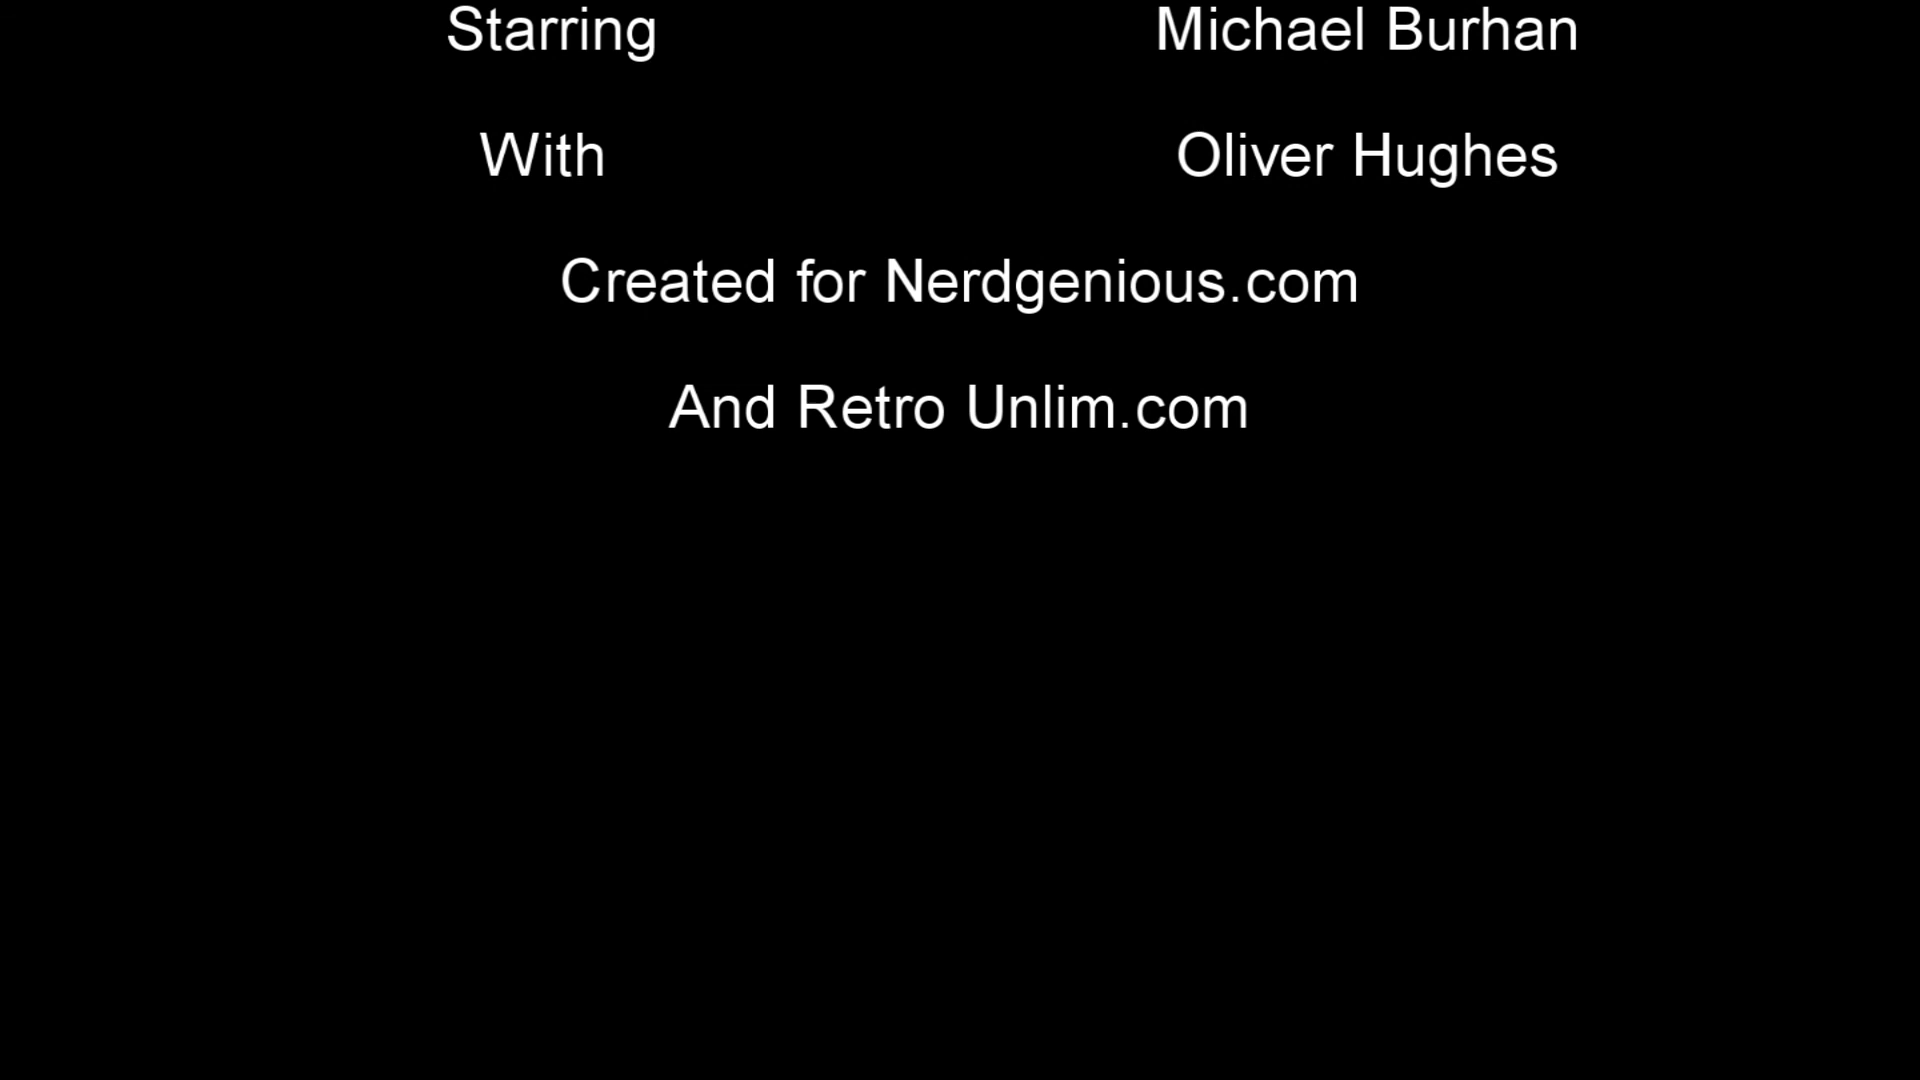 Starring Michael Burhan
With Oliver Hughes
Created for Nerdgenious.com
And Retro Unlim.com